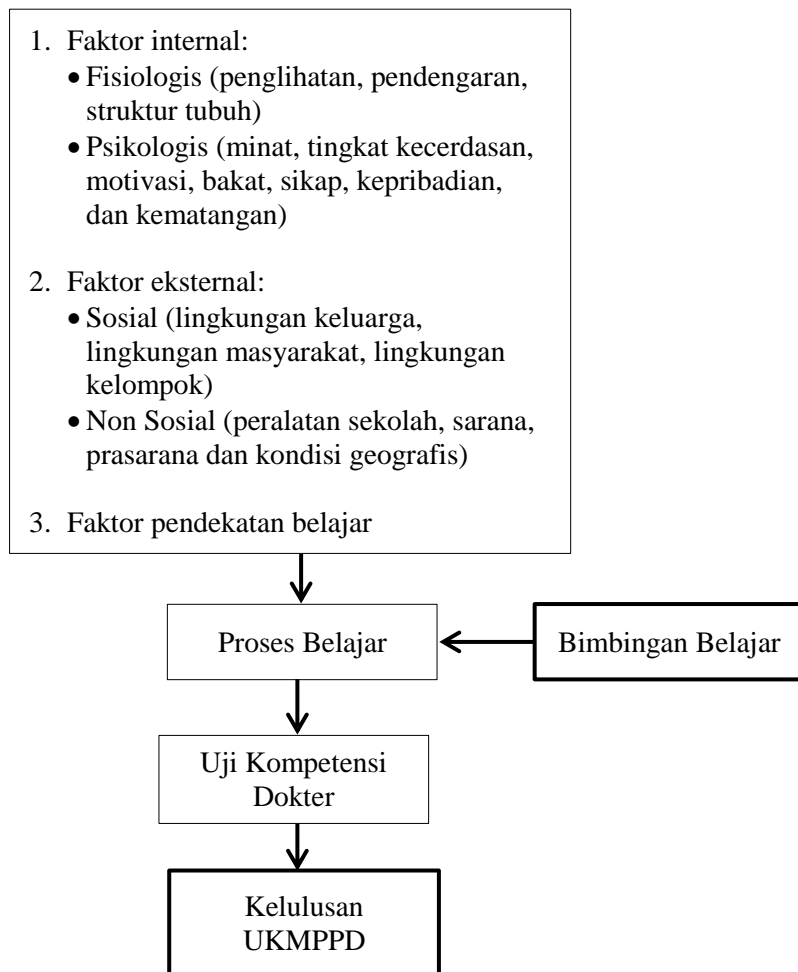 1. Faktor internal:
• Fisiologis (penglihatan, pendengaran,
struktur tubuh)
• Psikologis (minat, tingkat kecerdasan,
motivasi, bakat, sikap, kepribadian,
dan kematangan)
2. Faktor eksternal:
• Sosial (lingkungan keluarga,
lingkungan masyarakat, lingkungan
kelompok)
• Non Sosial (peralatan sekolah, sarana,
prasarana dan kondisi geografis)
3. Faktor pendekatan belajar
Proses Belajar
Bimbingan Belajar
Uji Kompetensi
Dokter
Kelulusan
UKMPPD